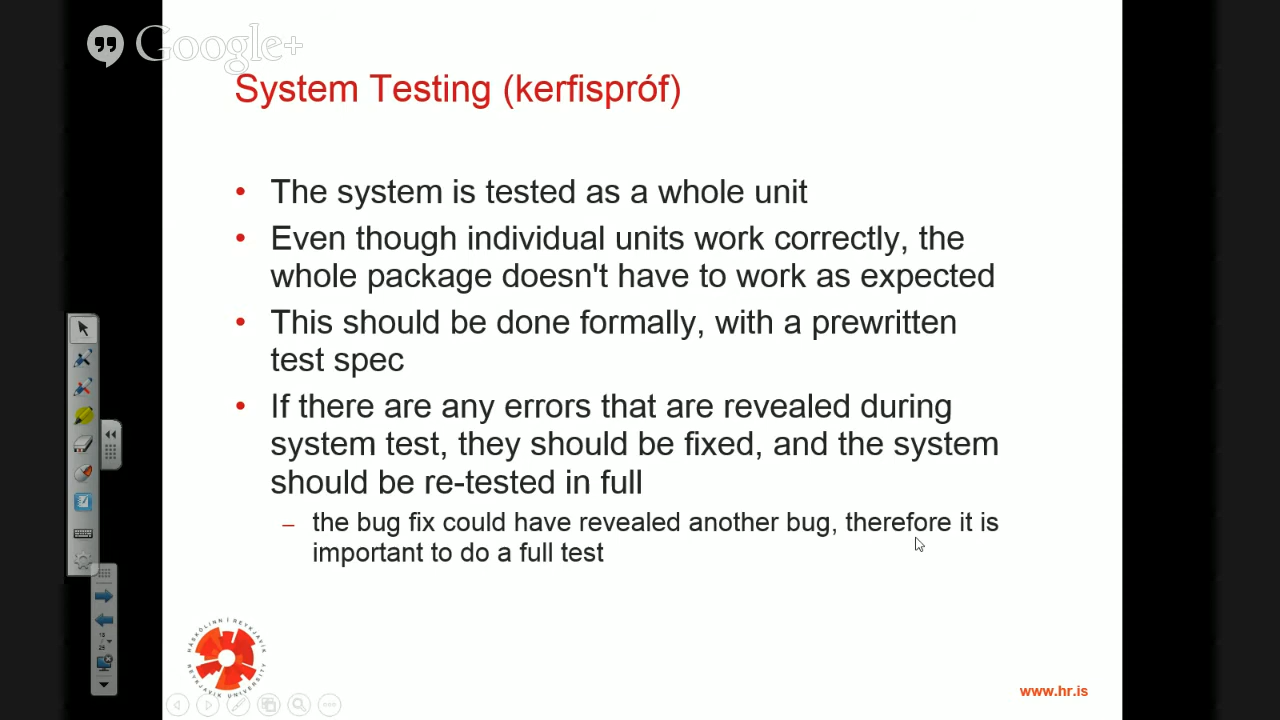 Google+
System Testing (kerfispróf)
• The system is tested as a whole unit
• Even though individual units work correctly, the
whole package doesn't have to work as expected
• This should be done formally, with a prewritten
test spec
• If there are any errors that are revealed during
system test, they should be fixed, and the system
should be re-tested in full
– the bug fix could have revealed another bug, therefore it is
important to do a full test
HÁSKÓLINN Í REYKJAVÍK
REYKJAVIK UNIVERSITY
www.hr.is